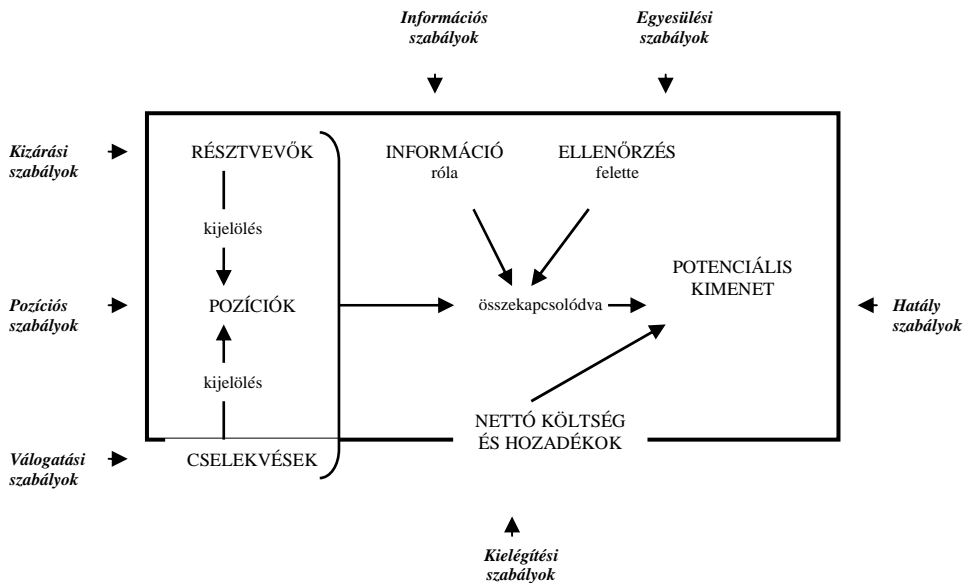 Információs
szabályok
Egyesülési
szabályok
Kizárási
szabályok
RÉSZTVEVŐK
INFORMÁCIÓ
róla
ELLENŐRZÉS
felette
kijelölés
POTENCIÁLIS
KIMENET
Pozíciós
szabályok
POZÍCIÓK
összekapcsolódva
Hatály
szabályok
kijelölés
NETTÓ KÖLTSÉG
ÉS HOZADÉKOK
Válogatási
szabályok
CSELEKVÉSEK
Kielégítési
szabályok